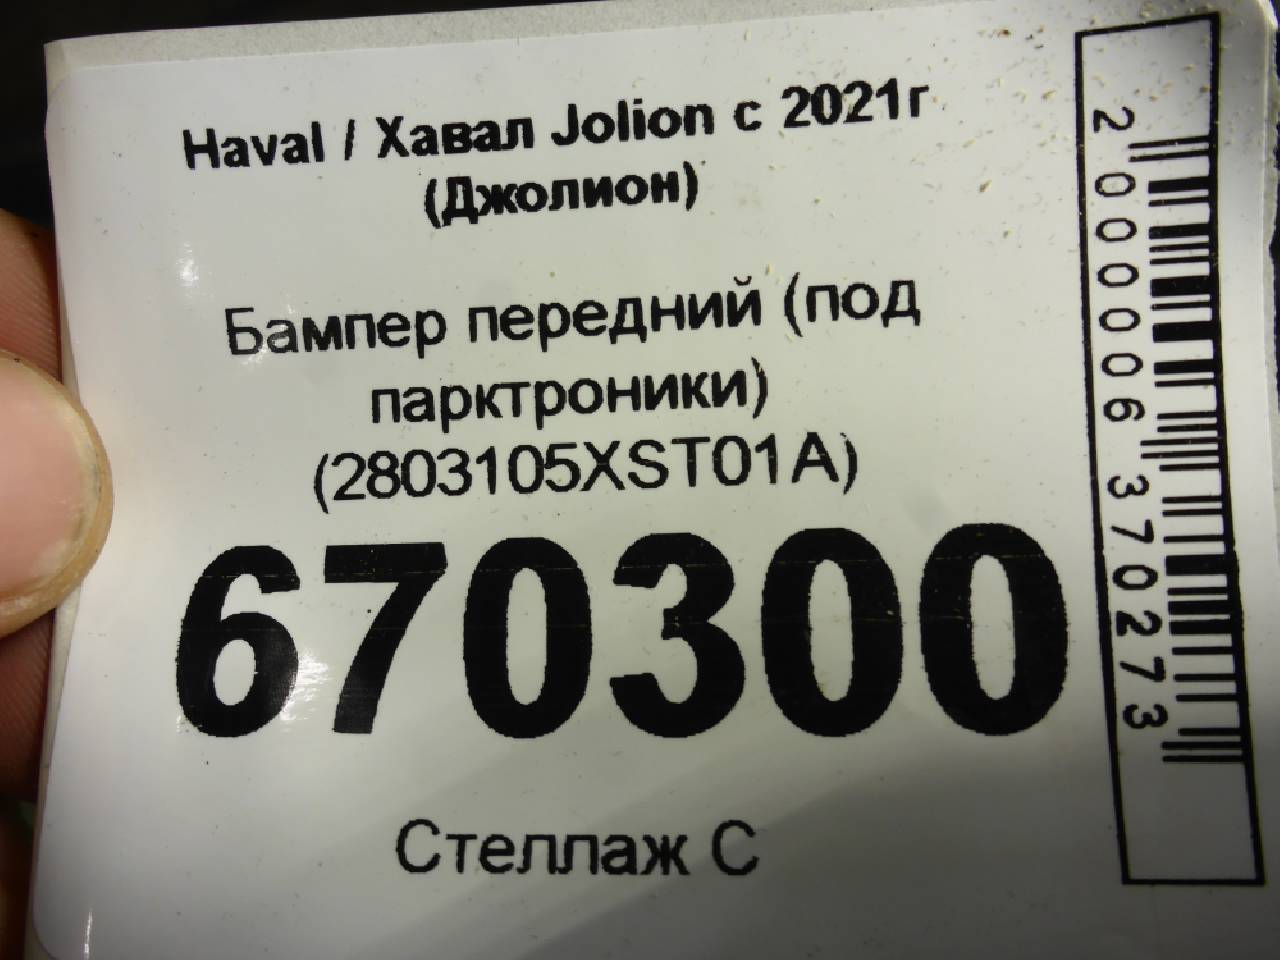 Haval / Хавал Jolion с 2021г
(Джолион)
Бампер передний (под
парктроники)
(2803105XST01A)
670300
Стеллаж С
2000006370273